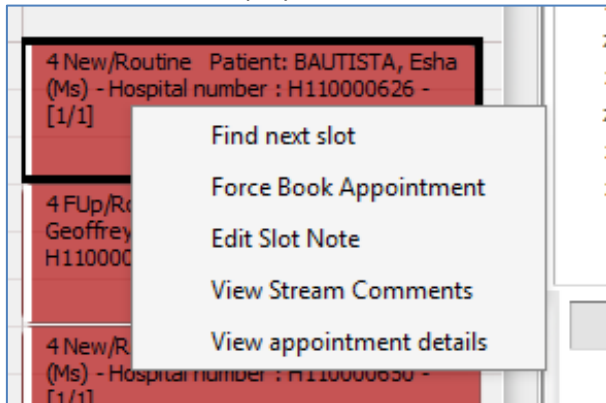 4 New/Routine Patient: BAUTISTA, Esha
(Ms) - Hospital number : H110000626 -
[1/1]
Find next slot
Force Book Appointment
Edit Slot Note
View Stream Comments
View appointment details
4 FUp/Ro
Geoffrey
H110000
4 New/R
(Ms) - Hospital number : H110000650 -
[1/1]